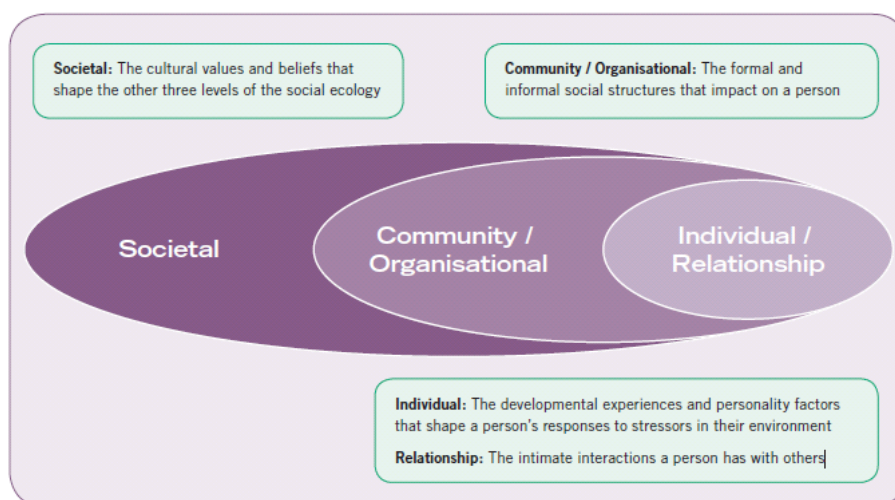 Societal: The cultural values and beliefs that
shape the other three levels of the social ecology
Community / Organisational: The formal and
informal social structures that impact on a person
Societal
Community /
Organisational
Individual /
Relationship
Individual: The developmental experiences and personality factors
that shape a person's responses to stressors in their environment
Relationship: The intimate interactions a person has with others